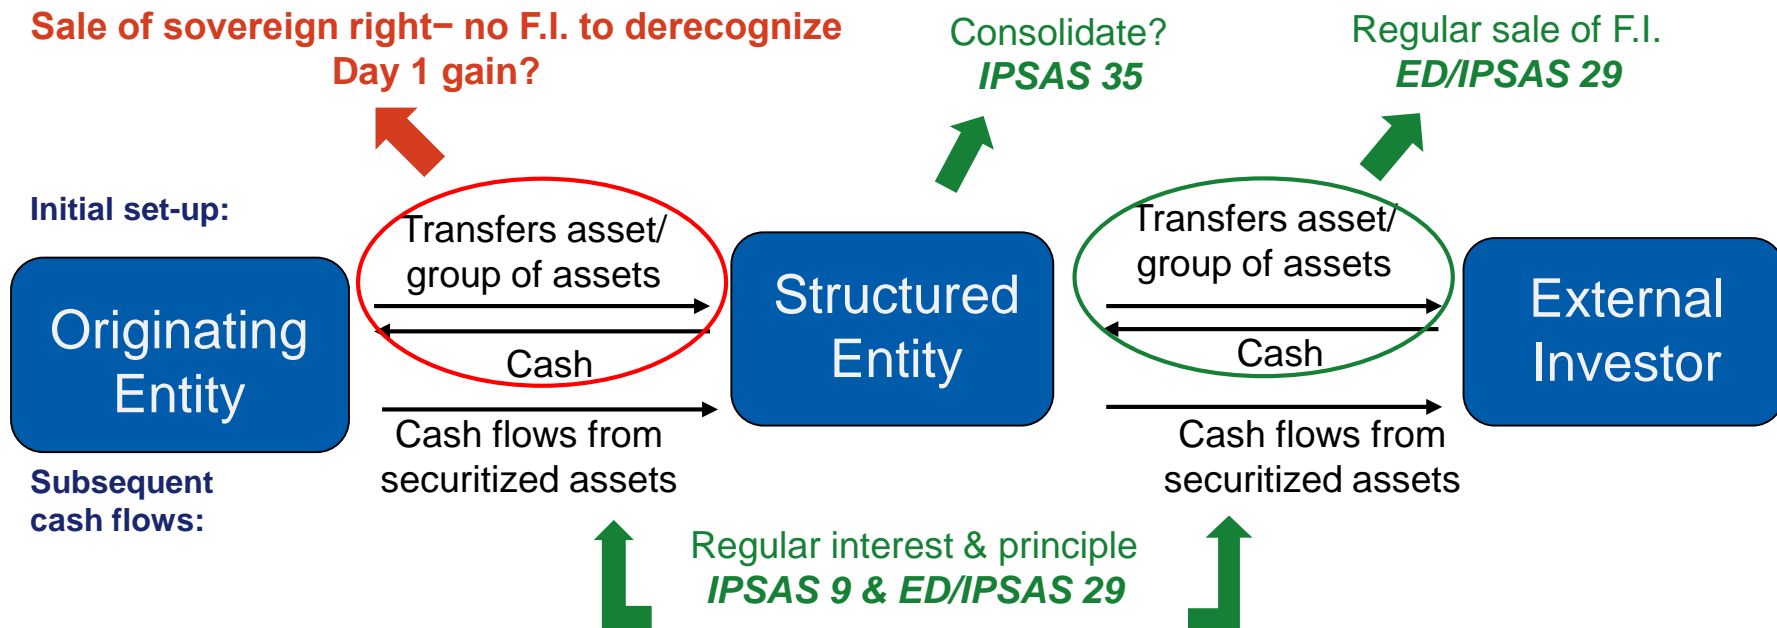 Sale of sovereign right– no F.I. to derecognize
Day 1 gain?
Consolidate?
IPSAS 35
Regular sale of F.I.
ED/IPSAS 29
Initial set-up:
Transfers asset/
group of assets
Cash
Transfers asset/
group of assets
Cash
Originating
Entity
Structured
Entity
External
Investor
Cash flows from
securitized assets
Cash flows from
securitized assets
Subsequent
cash flows:
Regular interest & principle
IPSAS 9 & ED/IPSAS 29